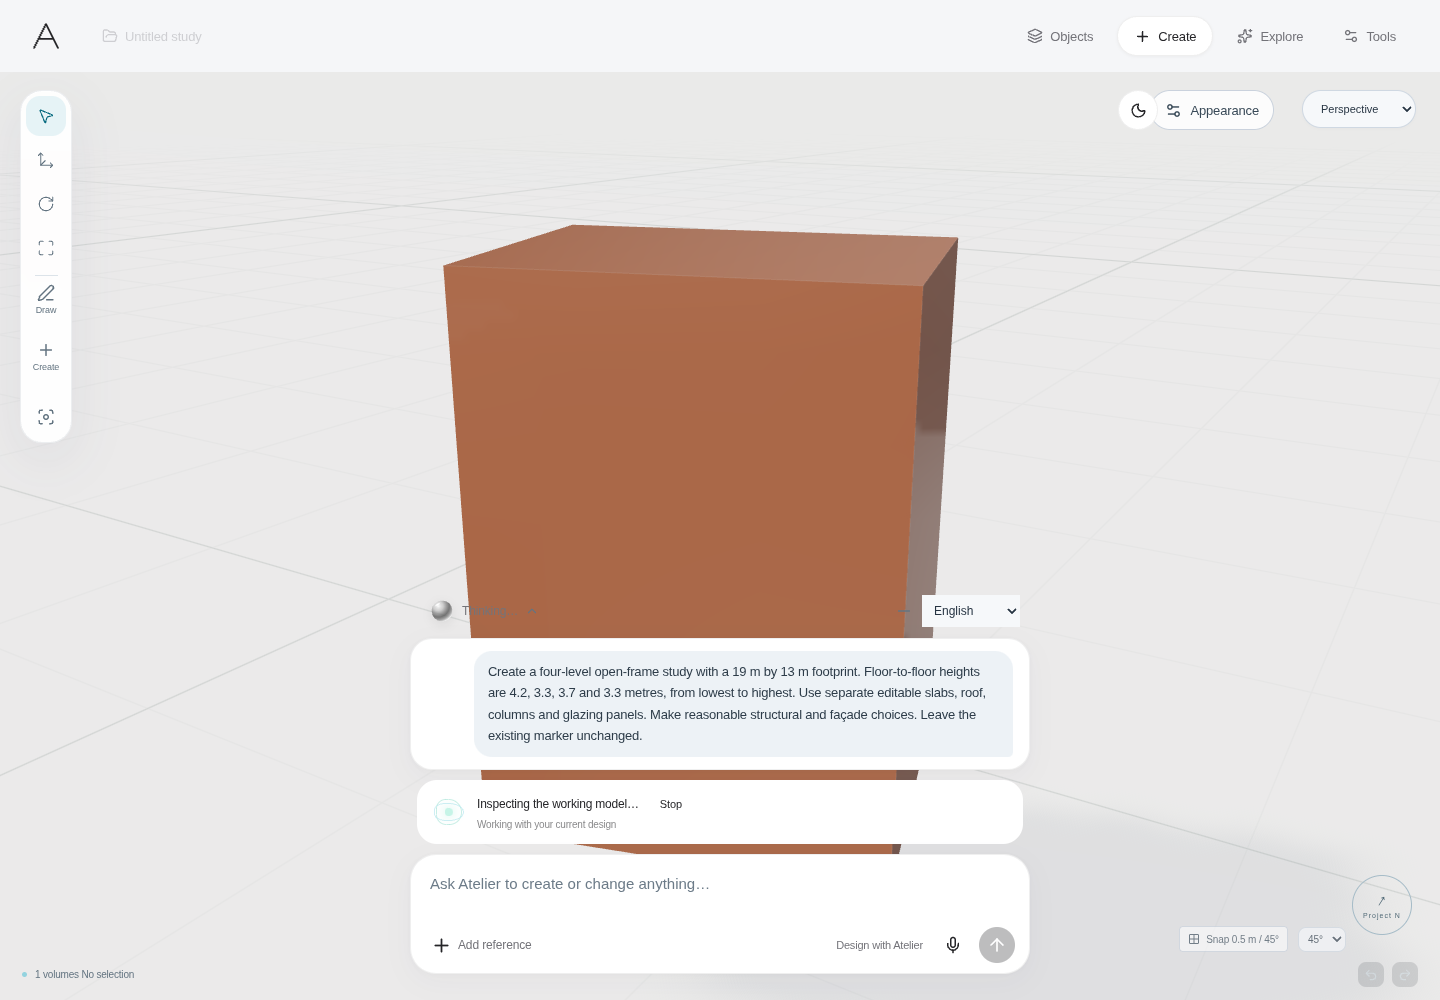 Untitled study
Objects
Create
Explore
Tools
Appearance
Perspective
Draw
Create
English
Create a four-level open-frame study with a 19 m by 13 m footprint. Floor-to-floor heights
are 4.2, 3.3, 3.7 and 3.3 metres, from lowest to highest. Use separate editable slabs, roof,
columns and glazing panels. Make reasonable structural and façade choices. Leave the
existing marker unchanged.
Inspecting the working model…
Stop
Working with your current design
Ask Atelier to create or change anything…
Add reference
Design with Atelier
Project N
Snap 0.5 m / 45°
45°
1 volumes No selection